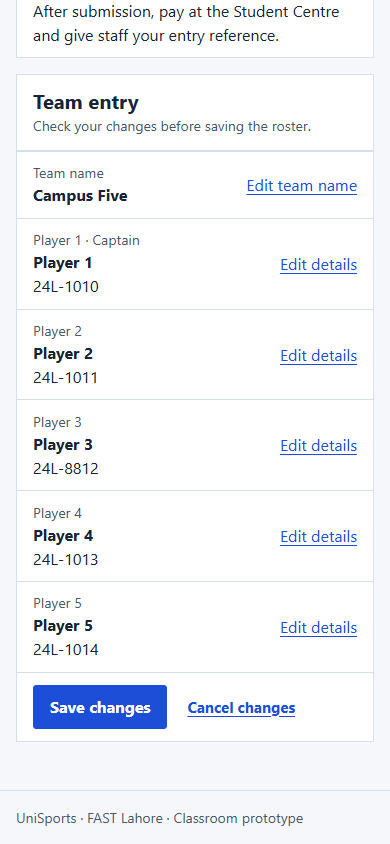 After submission, pay at the Student Centre
and give staff your entry reference.
Team entry
Check your changes before saving the roster.
Team name
Campus Five
Edit team name
Player 1 · Captain
Player 1
24L-1010
Edit details
Player 2
Player 2
24L-1011
Edit details
Player 3
Player 3
24L-8812
Edit details
Player 4
Player 4
24L-1013
Edit details
Player 5
Player 5
24L-1014
Edit details
Save changes
Cancel changes
UniSports · FAST Lahore · Classroom prototype